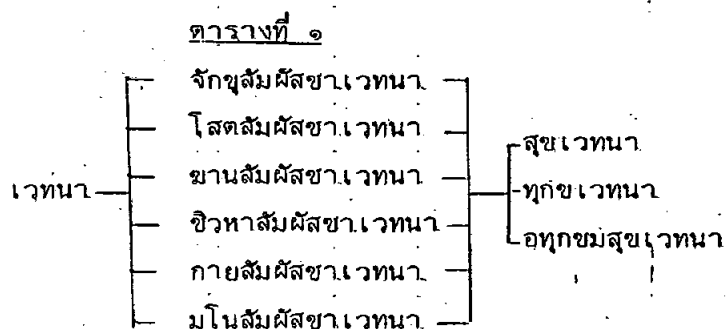 ตารางที่ ๑
จักขุสัมผัสชาเวทนา
โสตสัมผัสชาเวทนา
ฆานสัมผัสชาเวทนา
ชิวหาสัมผัสชาเวทนา
กายสัมผัสชาเวทนา
มโนสัมผัสชาเวทนา
เวทนา
สุขเวทนา
ทุกขเวทนา
อทุกขมสุขเวทนา